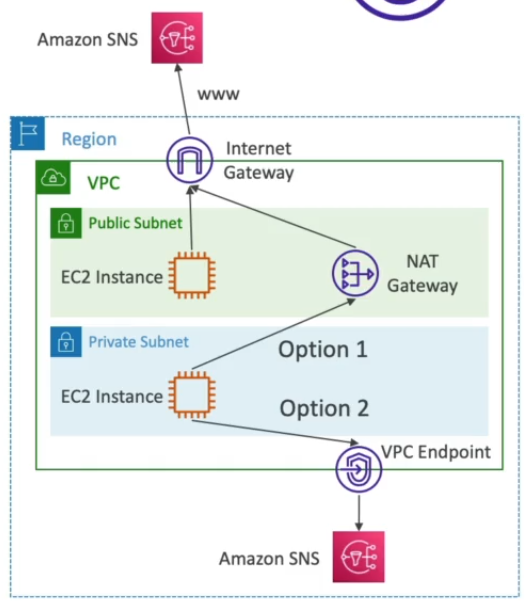 Amazon SNS
www
Region
Internet
Gateway
VPC
Public Subnet
EC2 Instance
NAT
Gateway
Private Subnet
Option 1
EC2 Instance
Option 2
VPC Endpoint
Amazon SNS